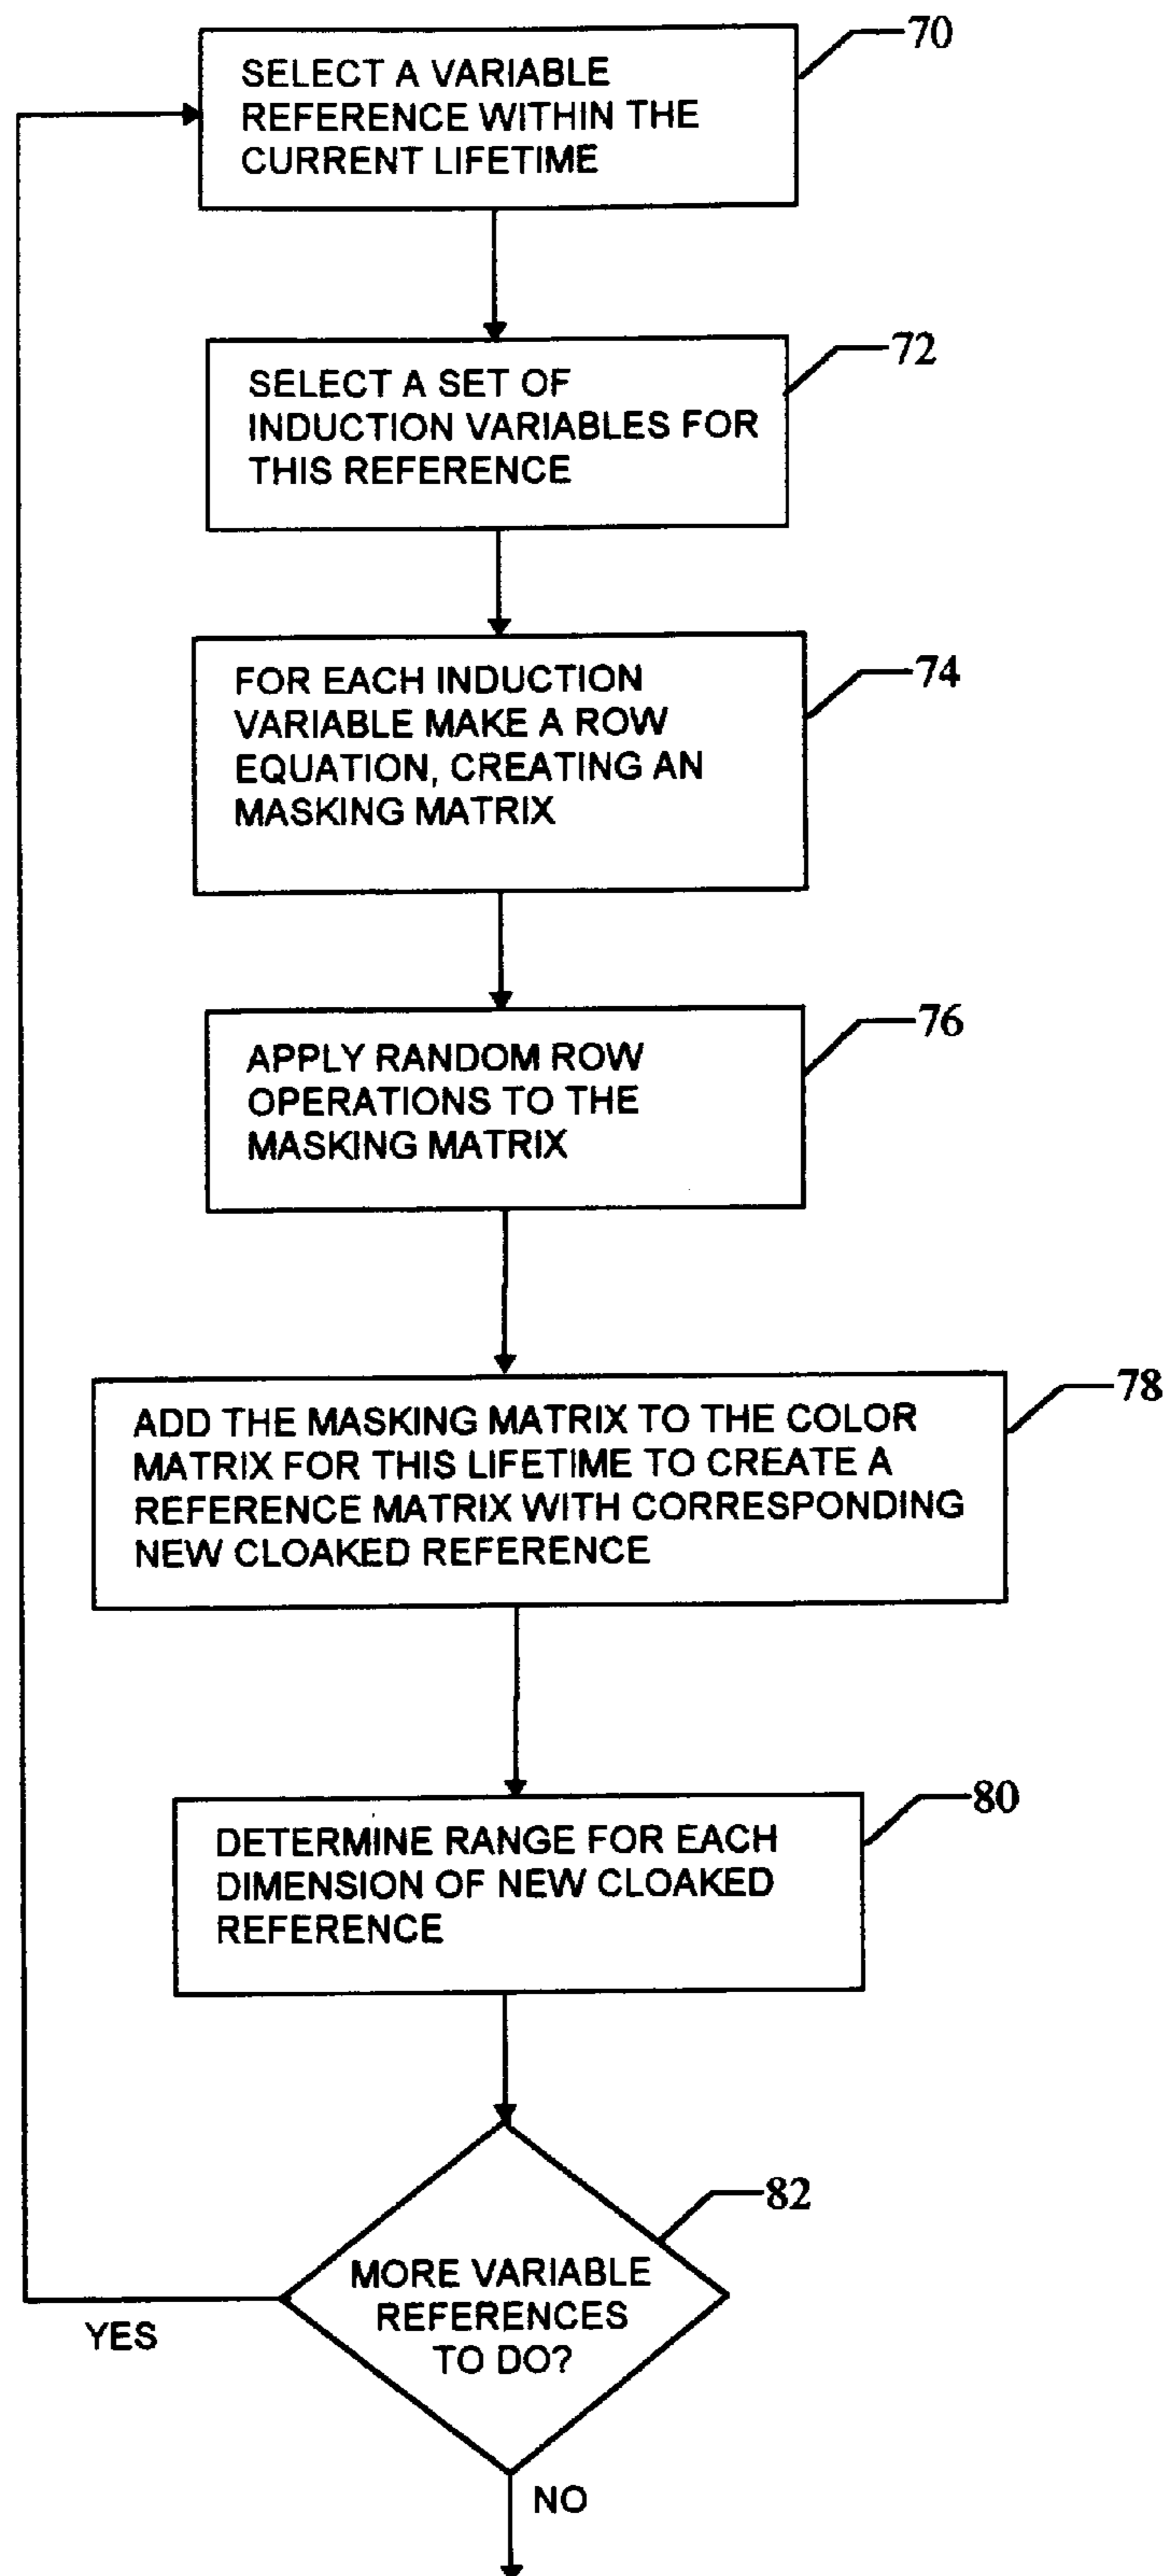 70
SELECT A VARIABLE
REFERENCE WITHIN THE
CURRENT LIFETIME
72
SELECT A SET OF
INDUCTION VARIABLES FOR
THIS REFERENCE
74
FOR EACH INDUCTION
VARIABLE MAKE A ROW
EQUATION, CREATING AN
MASKING MATRIX
76
APPLY RANDOM ROW
OPERATIONS TO THE
MASKING MATRIX
78
ADD THE MASKING MATRIX TO THE COLOR
MATRIX FOR THIS LIFETIME TO CREATE A
REFERENCE MATRIX WITH CORRESPONDING
NEW CLOAKED REFERENCE
80
DETERMINE RANGE FOR EACH
DIMENSION OF NEW CLOAKED
REFERENCE
82
MORE VARIABLE
REFERENCES
TO DO?
YES
NO